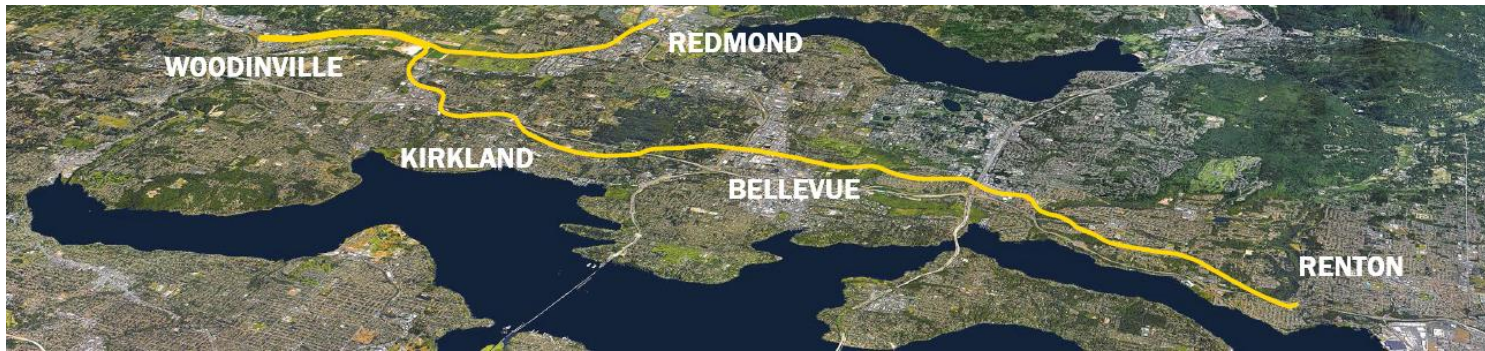 REDMOND
WOODINVILLE
KIRKLAND
BELLEVUE
RENTON